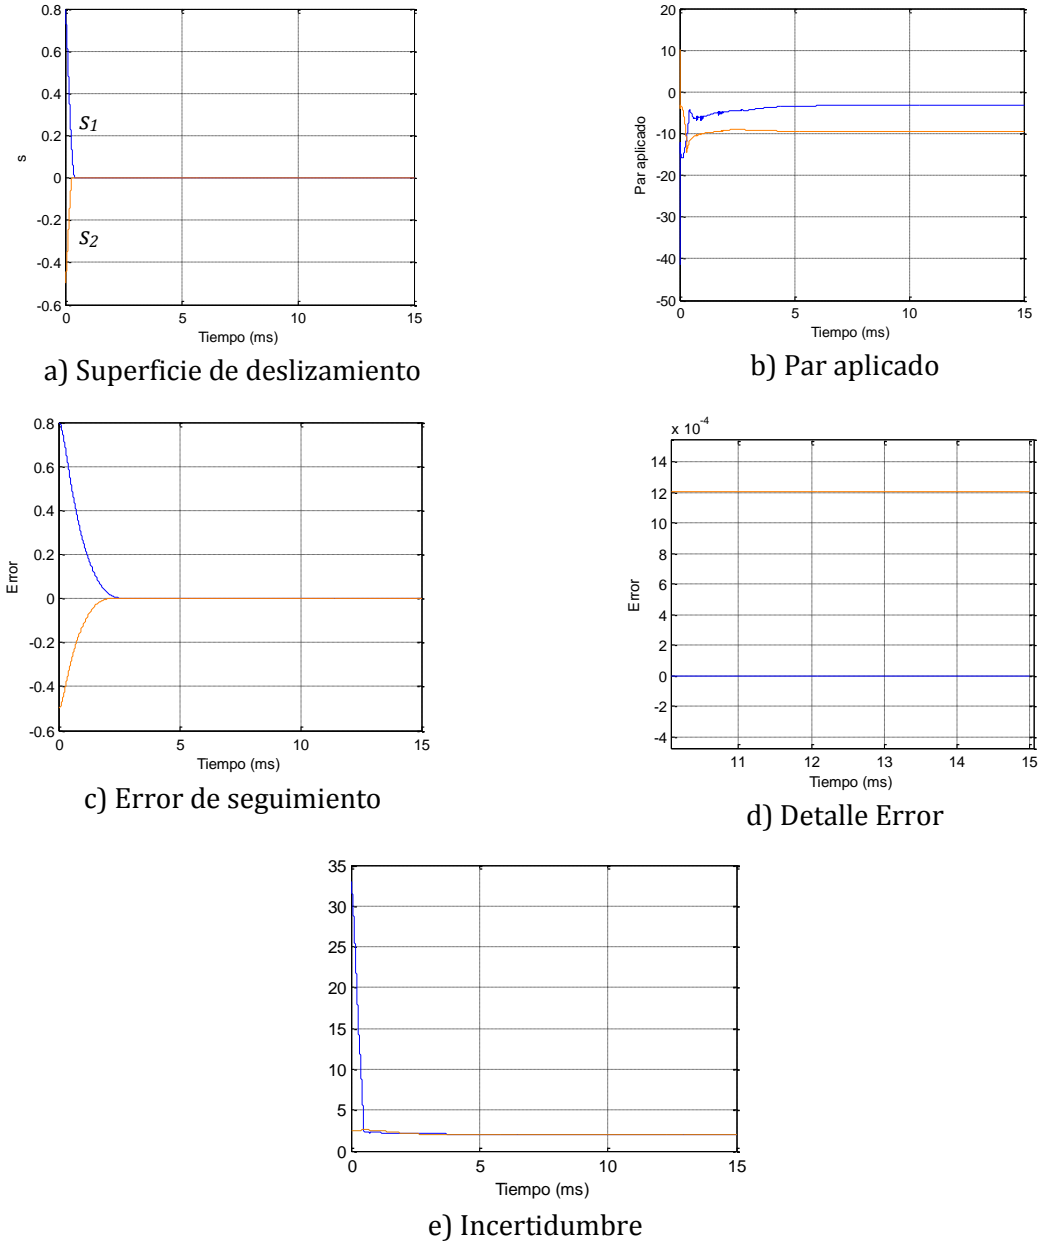 0.8
0.6
0.4
0.2
0
-0.2
-0.4
-0.6
s
s1
s2
0 5 10 15
Tiempo (ms)
a) Superficie de deslizamiento
20
10
0
-10
-20
-30
-40
-50
Par aplicado
0 5 10 15
Tiempo (ms)
b) Par aplicado
0.8
0.6
0.4
0.2
0
-0.2
-0.4
-0.6
Error
0 5 10 15
Tiempo (ms)
c) Error de seguimiento
x 10-4
14
12
10
8
6
4
2
0
-2
-4
Error
11 12 13 14 15
Tiempo (ms)
d) Detalle Error
35
30
25
20
15
10
5
0
0 5 10 15
Tiempo (ms)
e) Incertidumbre